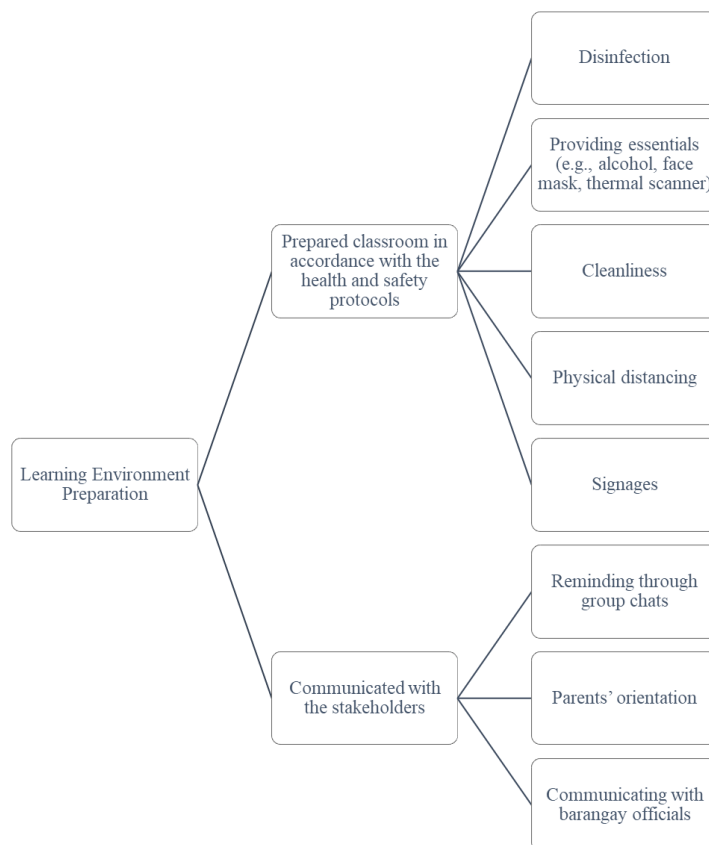 Disinfection
Providing essentials
(e.g., alcohol, face
mask, thermal scanner)
Prepared classroom in
accordance with the
health and safety
protocols
Cleanliness
Physical distancing
Learning Environment
Preparation
Signages
Reminding through
group chats
Communicated with
the stakeholders
Parents’ orientation
Communicating with
barangay officials